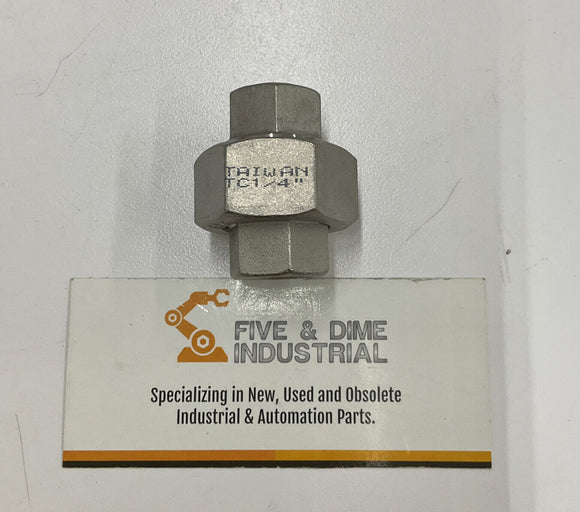 TAIWAN
TC1/4"
FIVE & DIME
INDUSTRIAL
Specializing in New, Used and Obsolete
Industrial & Automation Parts.